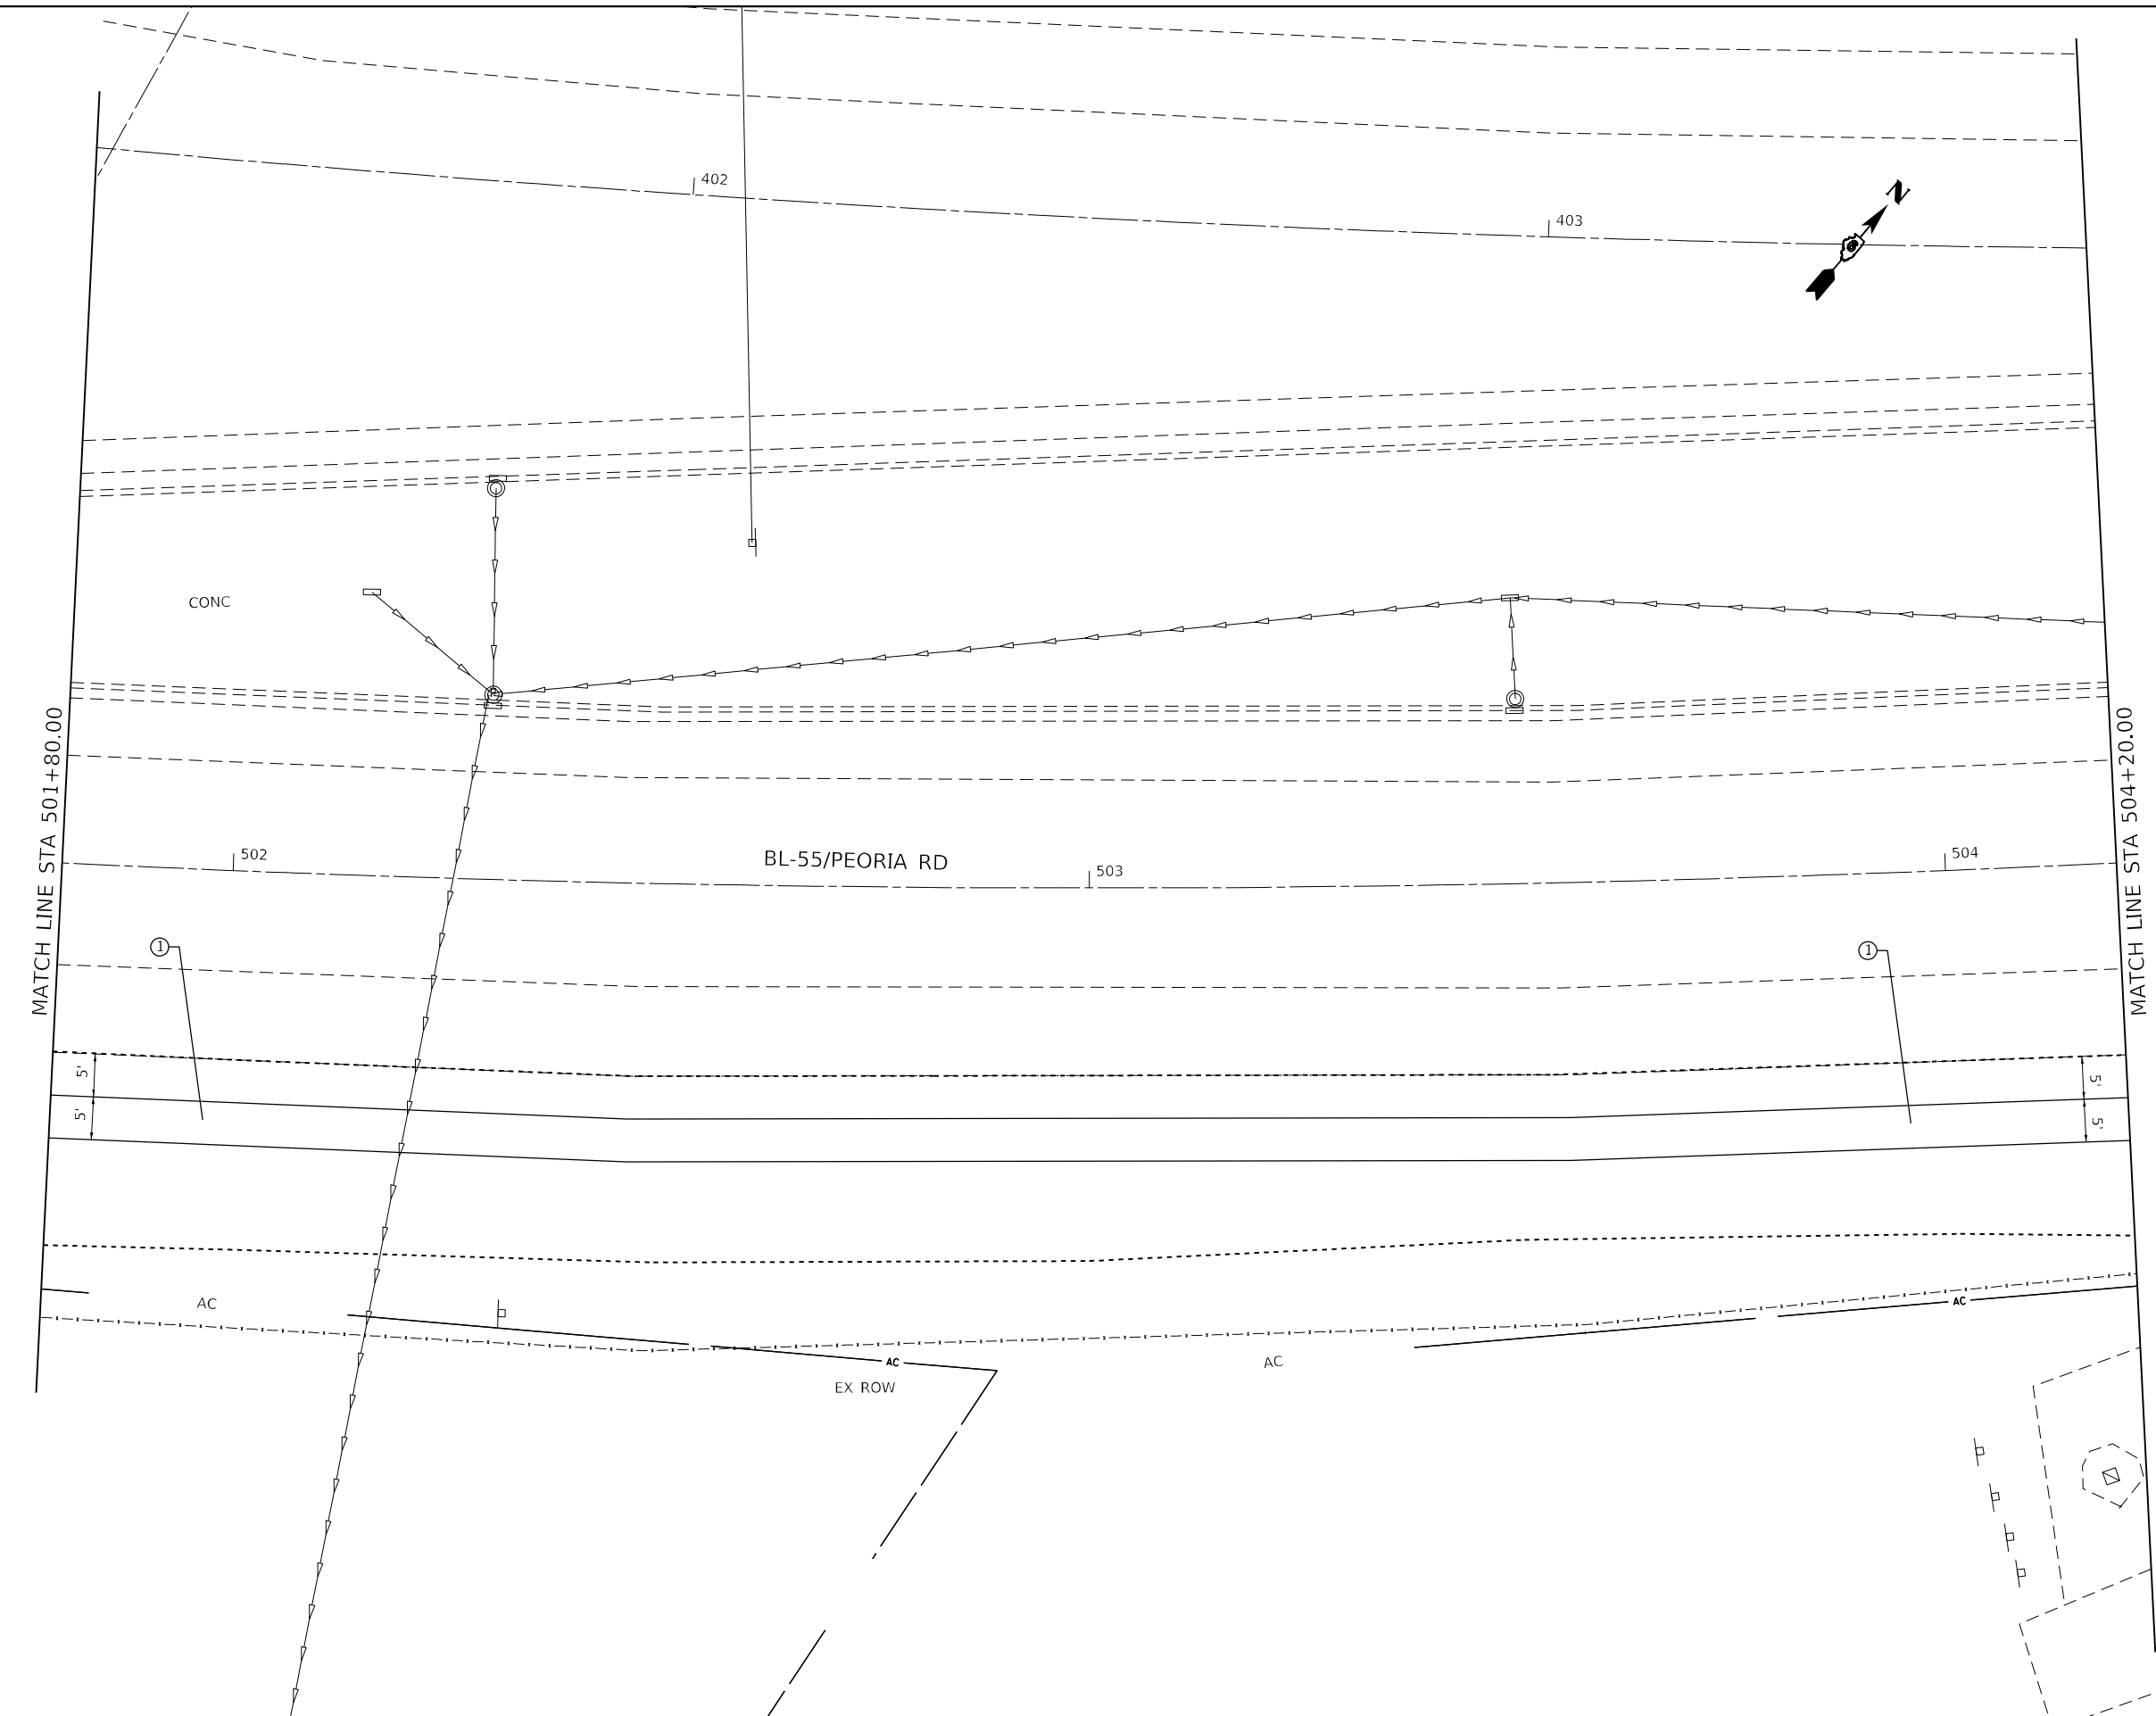 402
403
N
CONC
MATCH LINE STA 501+80.00
MATCH LINE STA 504+20.00
502
BL-55/PEORIA RD
503
504
1
1
5'
5'
5'
5'
AC
AC
AC
AC
EX ROW